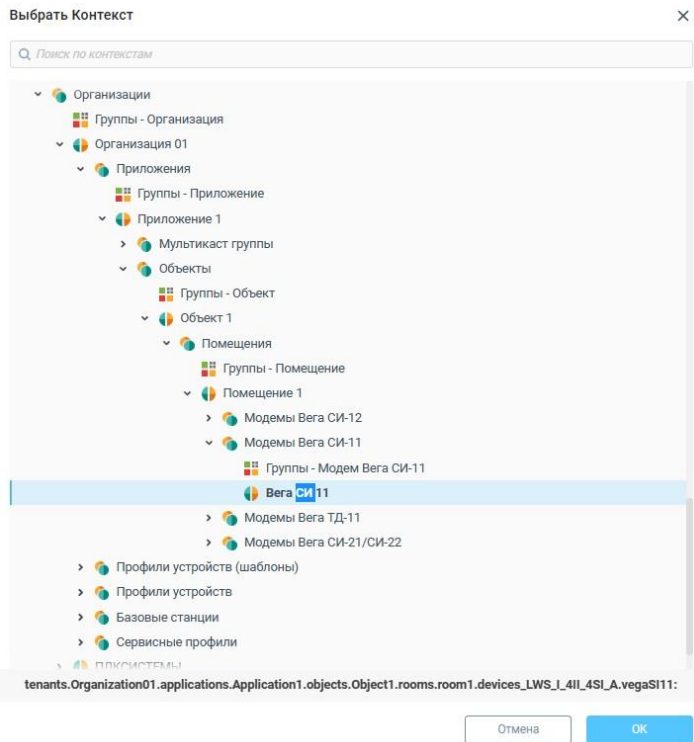 Выбрать Контекст
Поиск по контекстам
Организации
Группы - Организация
Организация 01
Приложения
Группы - Приложение
Приложение 1
Мультикаст группы
Объекты
Группы - Объект
Объект 1
Помещения
Группы - Помещение
Помещение 1
Модемы Вега СИ-12
Модемы Вега СИ-11
Группы - Модем Вега СИ-11
Вега СИ 11
Модемы Вега ТД-11
Модемы Вега СИ-21/СИ-22
Профили устройств (шаблоны)
Профили устройств
Базовые станции
Сервисные профили
ПЛКСИСТЕМЫ
tenants.Organization01.applications.Application1.objects.Object1.rooms.room1.devices_LWS_I_4II_4SI_A.vegaSI11:
Отмена
OK